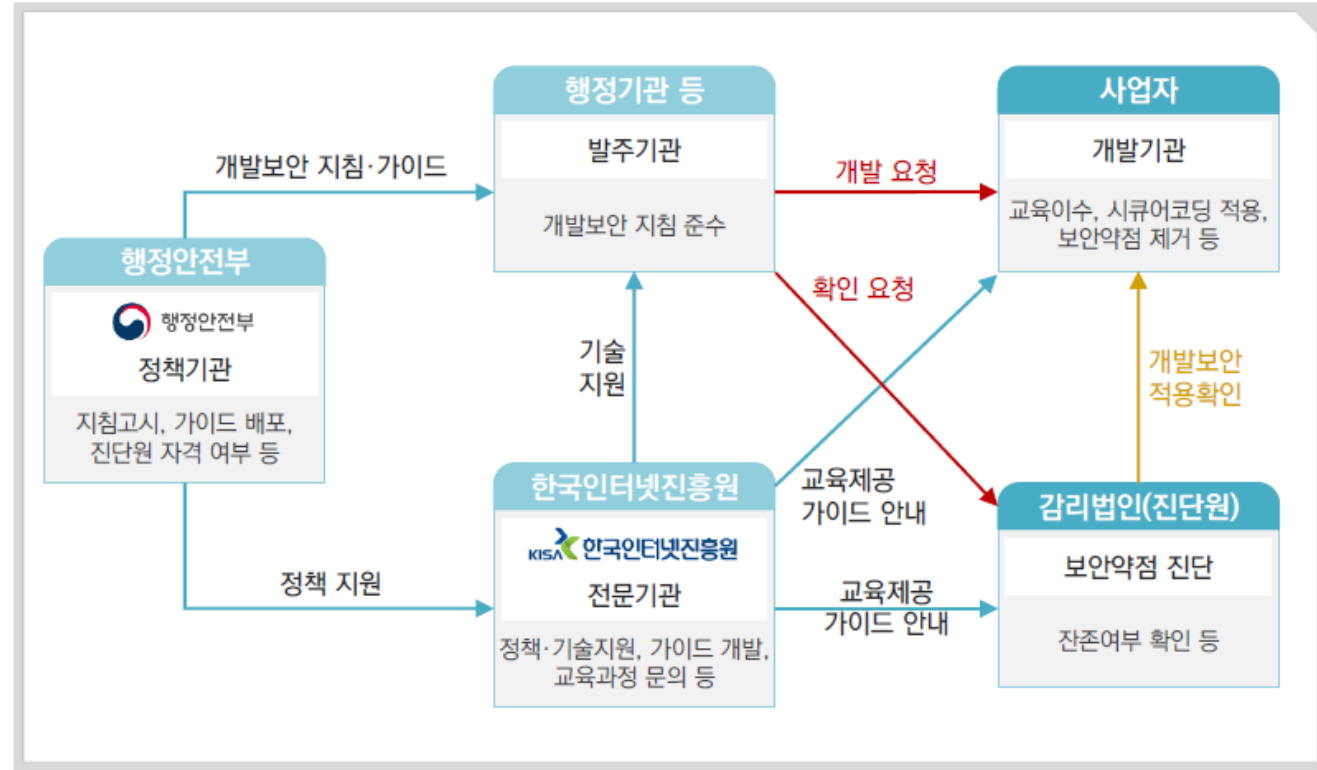 행정기관 등
발주기관
개발보안 지침 준수
사업자
개발기관
교육이수, 시큐어코딩 적용,
보안약점 제거 등
개발보안 지침·가이드
개발 요청
행정안전부
행정안전부
정책기관
지침고시, 가이드 배포,
진단원 자격 여부 등
확인 요청
기술
지원
개발보안
적용확인
정책 지원
한국인터넷진흥원
KISA 한국인터넷진흥원
전문기관
정책·기술지원, 가이드 개발,
교육과정 문의 등
교육제공
가이드 안내
교육제공
가이드 안내
감리법인(진단원)
보안약점 진단
잔존여부 확인 등